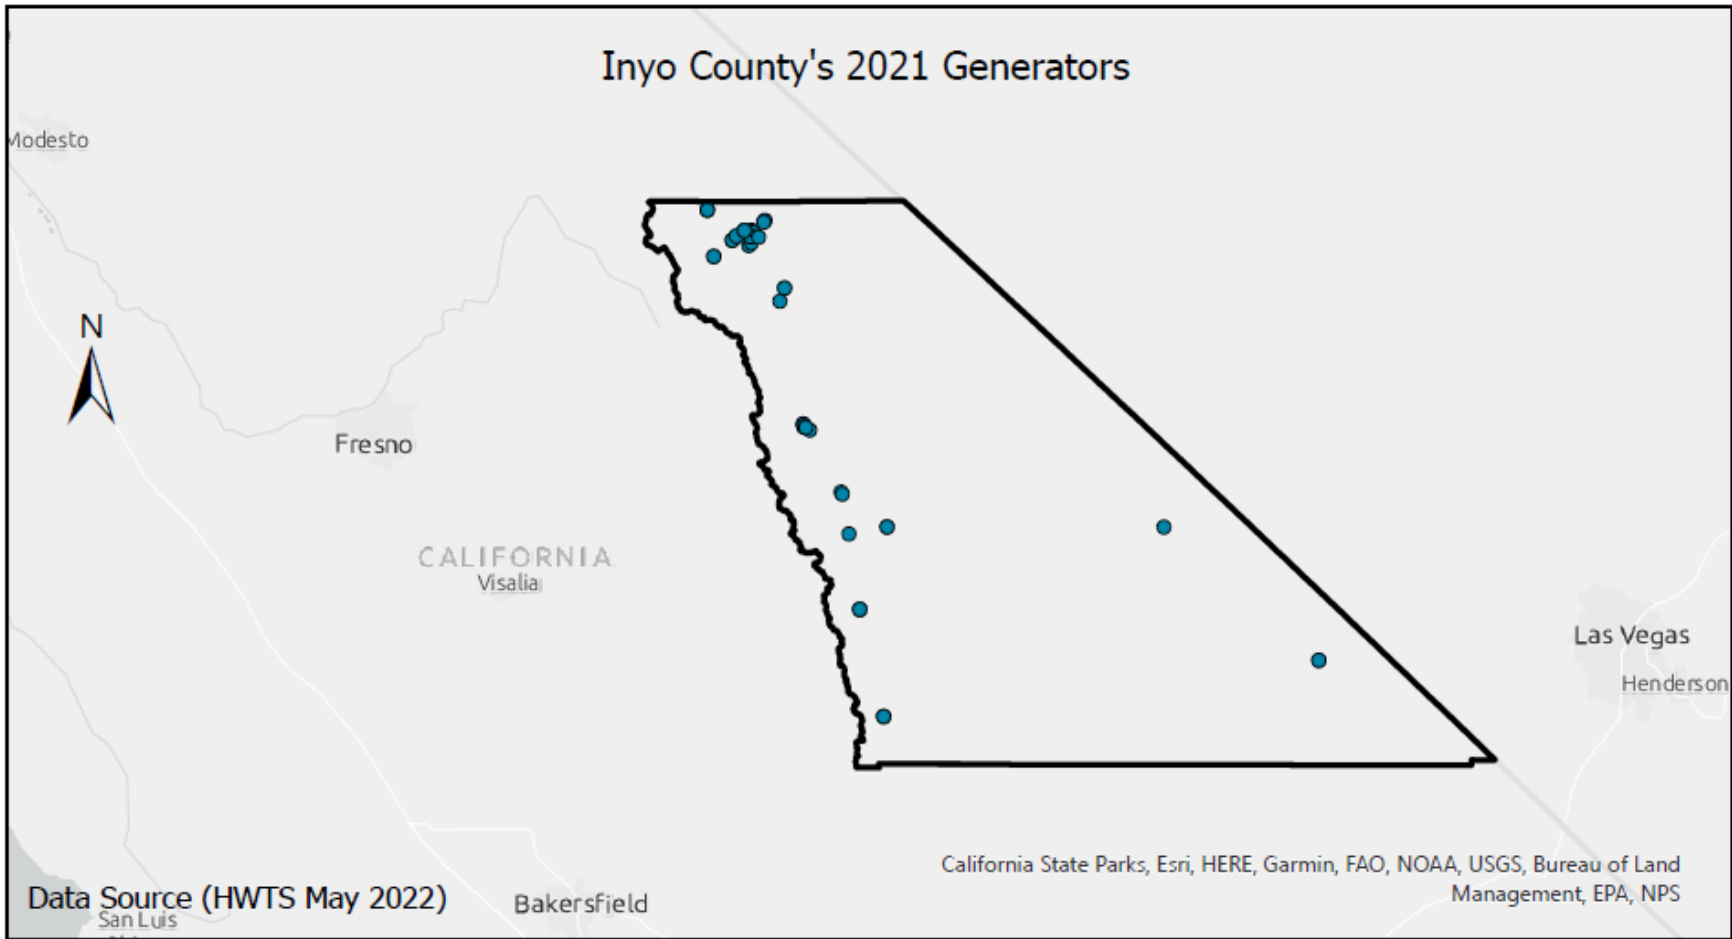 Inyo County's 2021 Generators
Modesto
N
Fresno
CALIFORNIA
Visalia
Las Vegas
Henderson
California State Parks, Esri, HERE, Garmin, FAO, NOAA, USGS, Bureau of Land
Management, EPA, NPS
Data Source (HWTS May 2022)
Bakersfield
San Luis